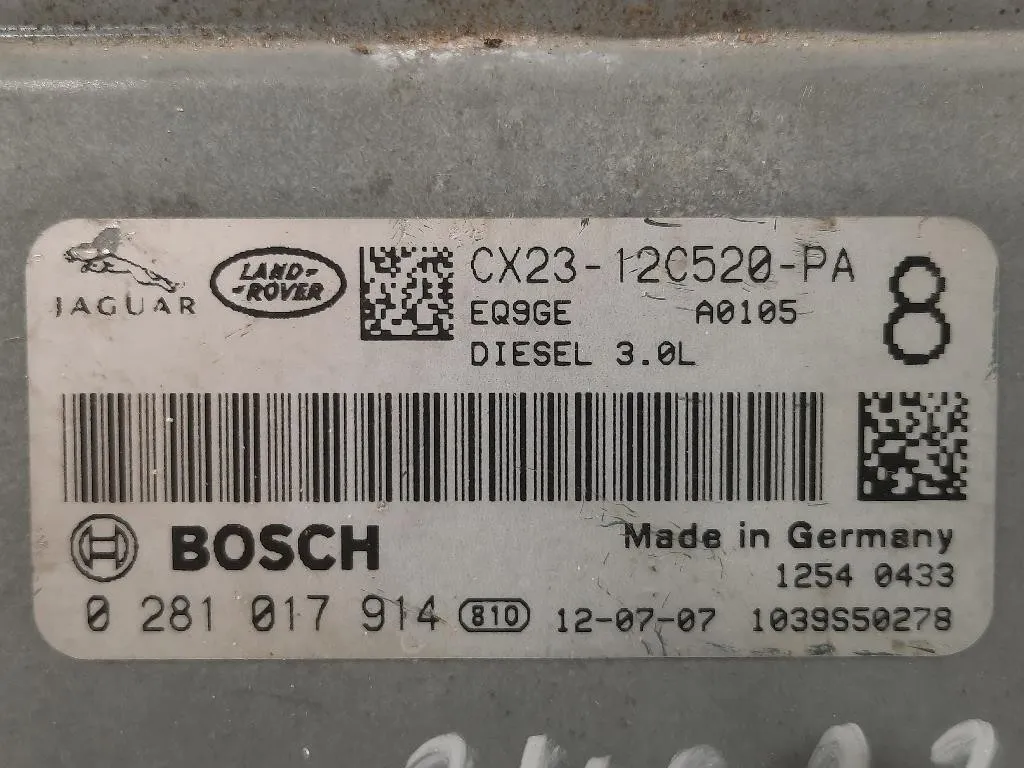 JAGUAR
LAND-
-ROVER
CX23-12C520-PA
EQ9GE A0105
DIESEL 3.0L
8
BOSCH
Made in Germany
1254 0433
0 281 017 914 810 12-07-07 1039S50278